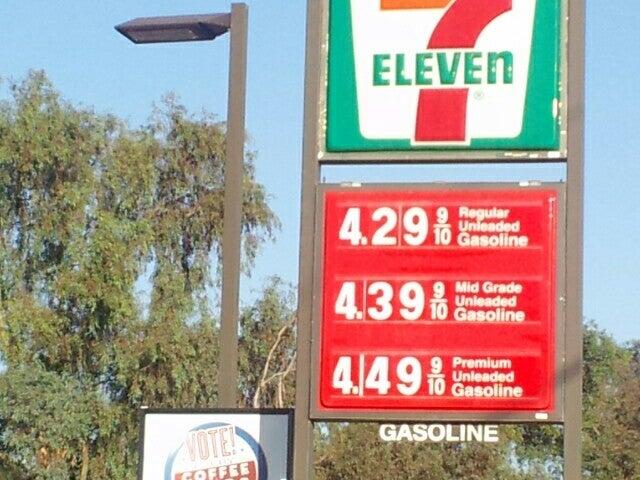 7
ELEVEn
®
4.29 9/10 Regular
Unleaded
Gasoline
4.39 9/10 Mid Grade
Unleaded
Gasoline
4.49 9/10 Premium
Unleaded
Gasoline
GASOLINE
VOTE!
COFFEE